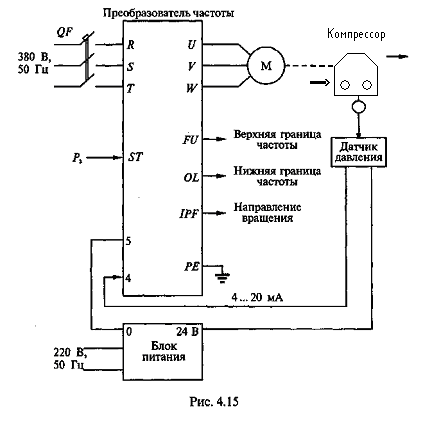 Преобразователь частоты
QF
380 В,
50 Гц
R
S
T
U
V
W
М
Компрессор
Датчик
давления
Pз
ST
FU
Верхняя граница
частоты
OL
Нижняя граница
частоты
IPF
Направление
вращения
5
4
PE
4 ... 20 мА
0
24 В
Блок
питания
220 В,
50 Гц
Рис. 4.15